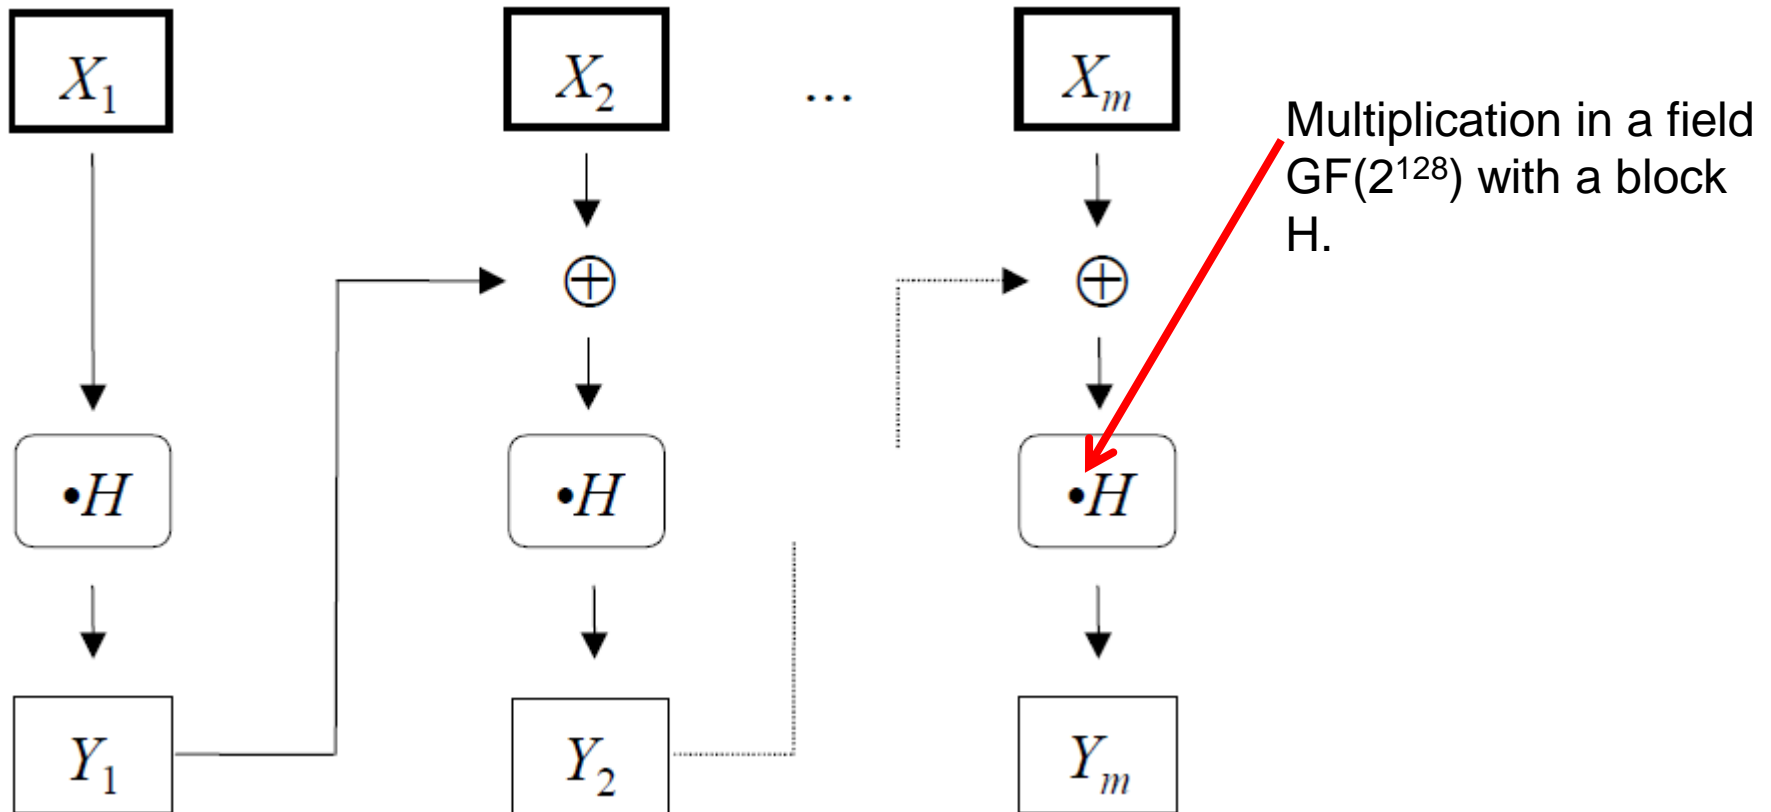 X₁ X₂ ... Xₘ
Multiplication in a field
GF(2¹²⁸) with a block
H.
⊕ ⊕
•H •H •H
Y₁ Y₂ Yₘ